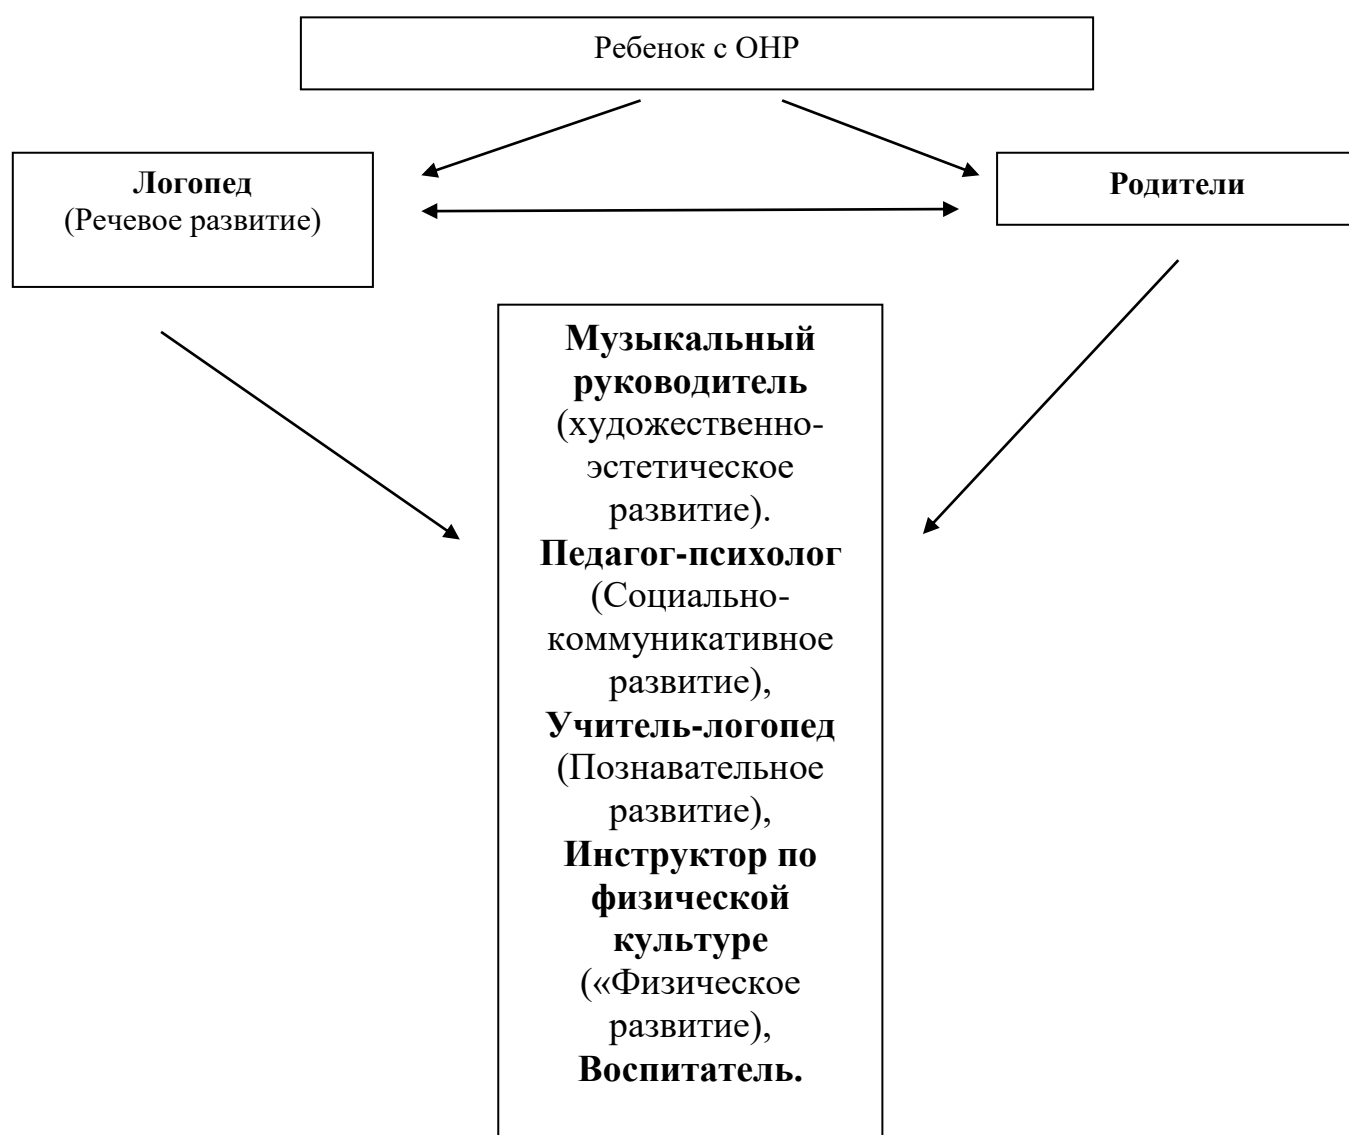 Ребенок с ОНР
Логопед
(Речевое развитие)
Родители
Музыкальный
руководитель
(художественно-
эстетическое
развитие).
Педагог-психолог
(Социально-
коммуникативное
развитие),
Учитель-логопед
(Познавательное
развитие),
Инструктор по
физической
культуре
(«Физическое
развитие),
Воспитатель.